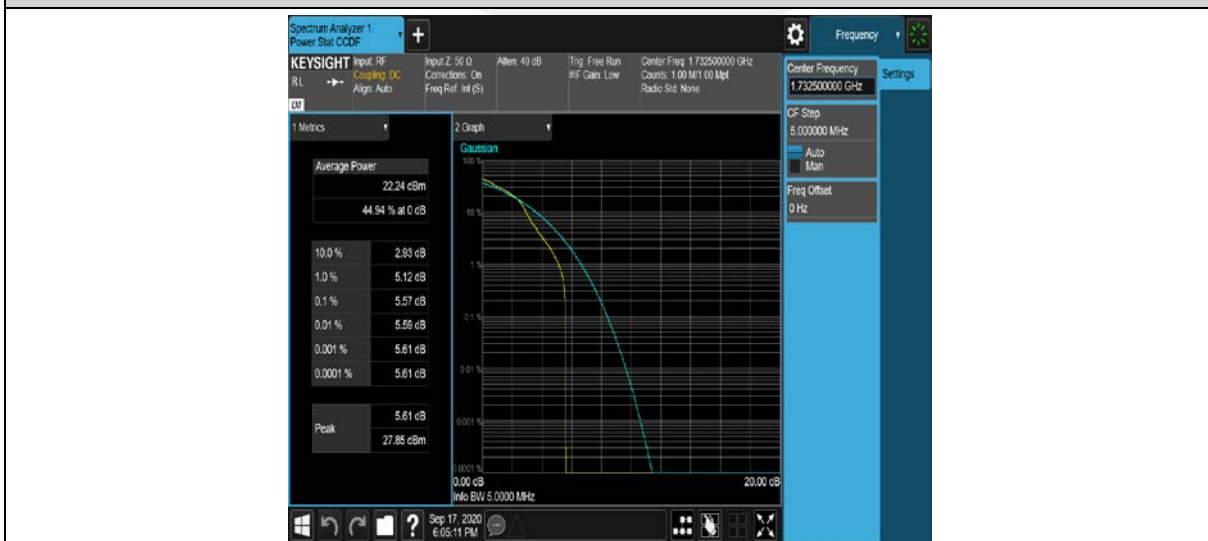 Spectrum Analyzer 1
Power Stat CCDF
+
Frequency
KEYSIGHT Input: RF
RL Coupling: DC
Align: Auto
Input Z: 50 Ω
Corrections: On
Freq Ref: Int (S)
Atten: 40 dB
Trig: Free Run
#IF Gain: Low
Center Freq: 1.732500000 GHz
Counts: 1.00 M/1.00 Mpt
Radio Std: None
Center Frequency
1.732500000 GHz
Settings
CF Step
5.000000 MHz
Auto
Man
Freq Offset
0 Hz
1 Metrics
Average Power
22.24 dBm
44.94 % at 0 dB
10.0 % 2.93 dB
1.0 % 5.12 dB
0.1 % 5.57 dB
0.01 % 5.59 dB
0.001 % 5.61 dB
0.0001 % 5.61 dB
Peak 5.61 dB
27.85 dBm
2 Graph
Gaussian
100 %
10 %
1 %
0.1 %
0.01 %
0.001 %
0.0001 %
0.00 dB 20.00 dB
Info BW 5.0000 MHz
?
Sep 17, 2020
6:05:11 PM